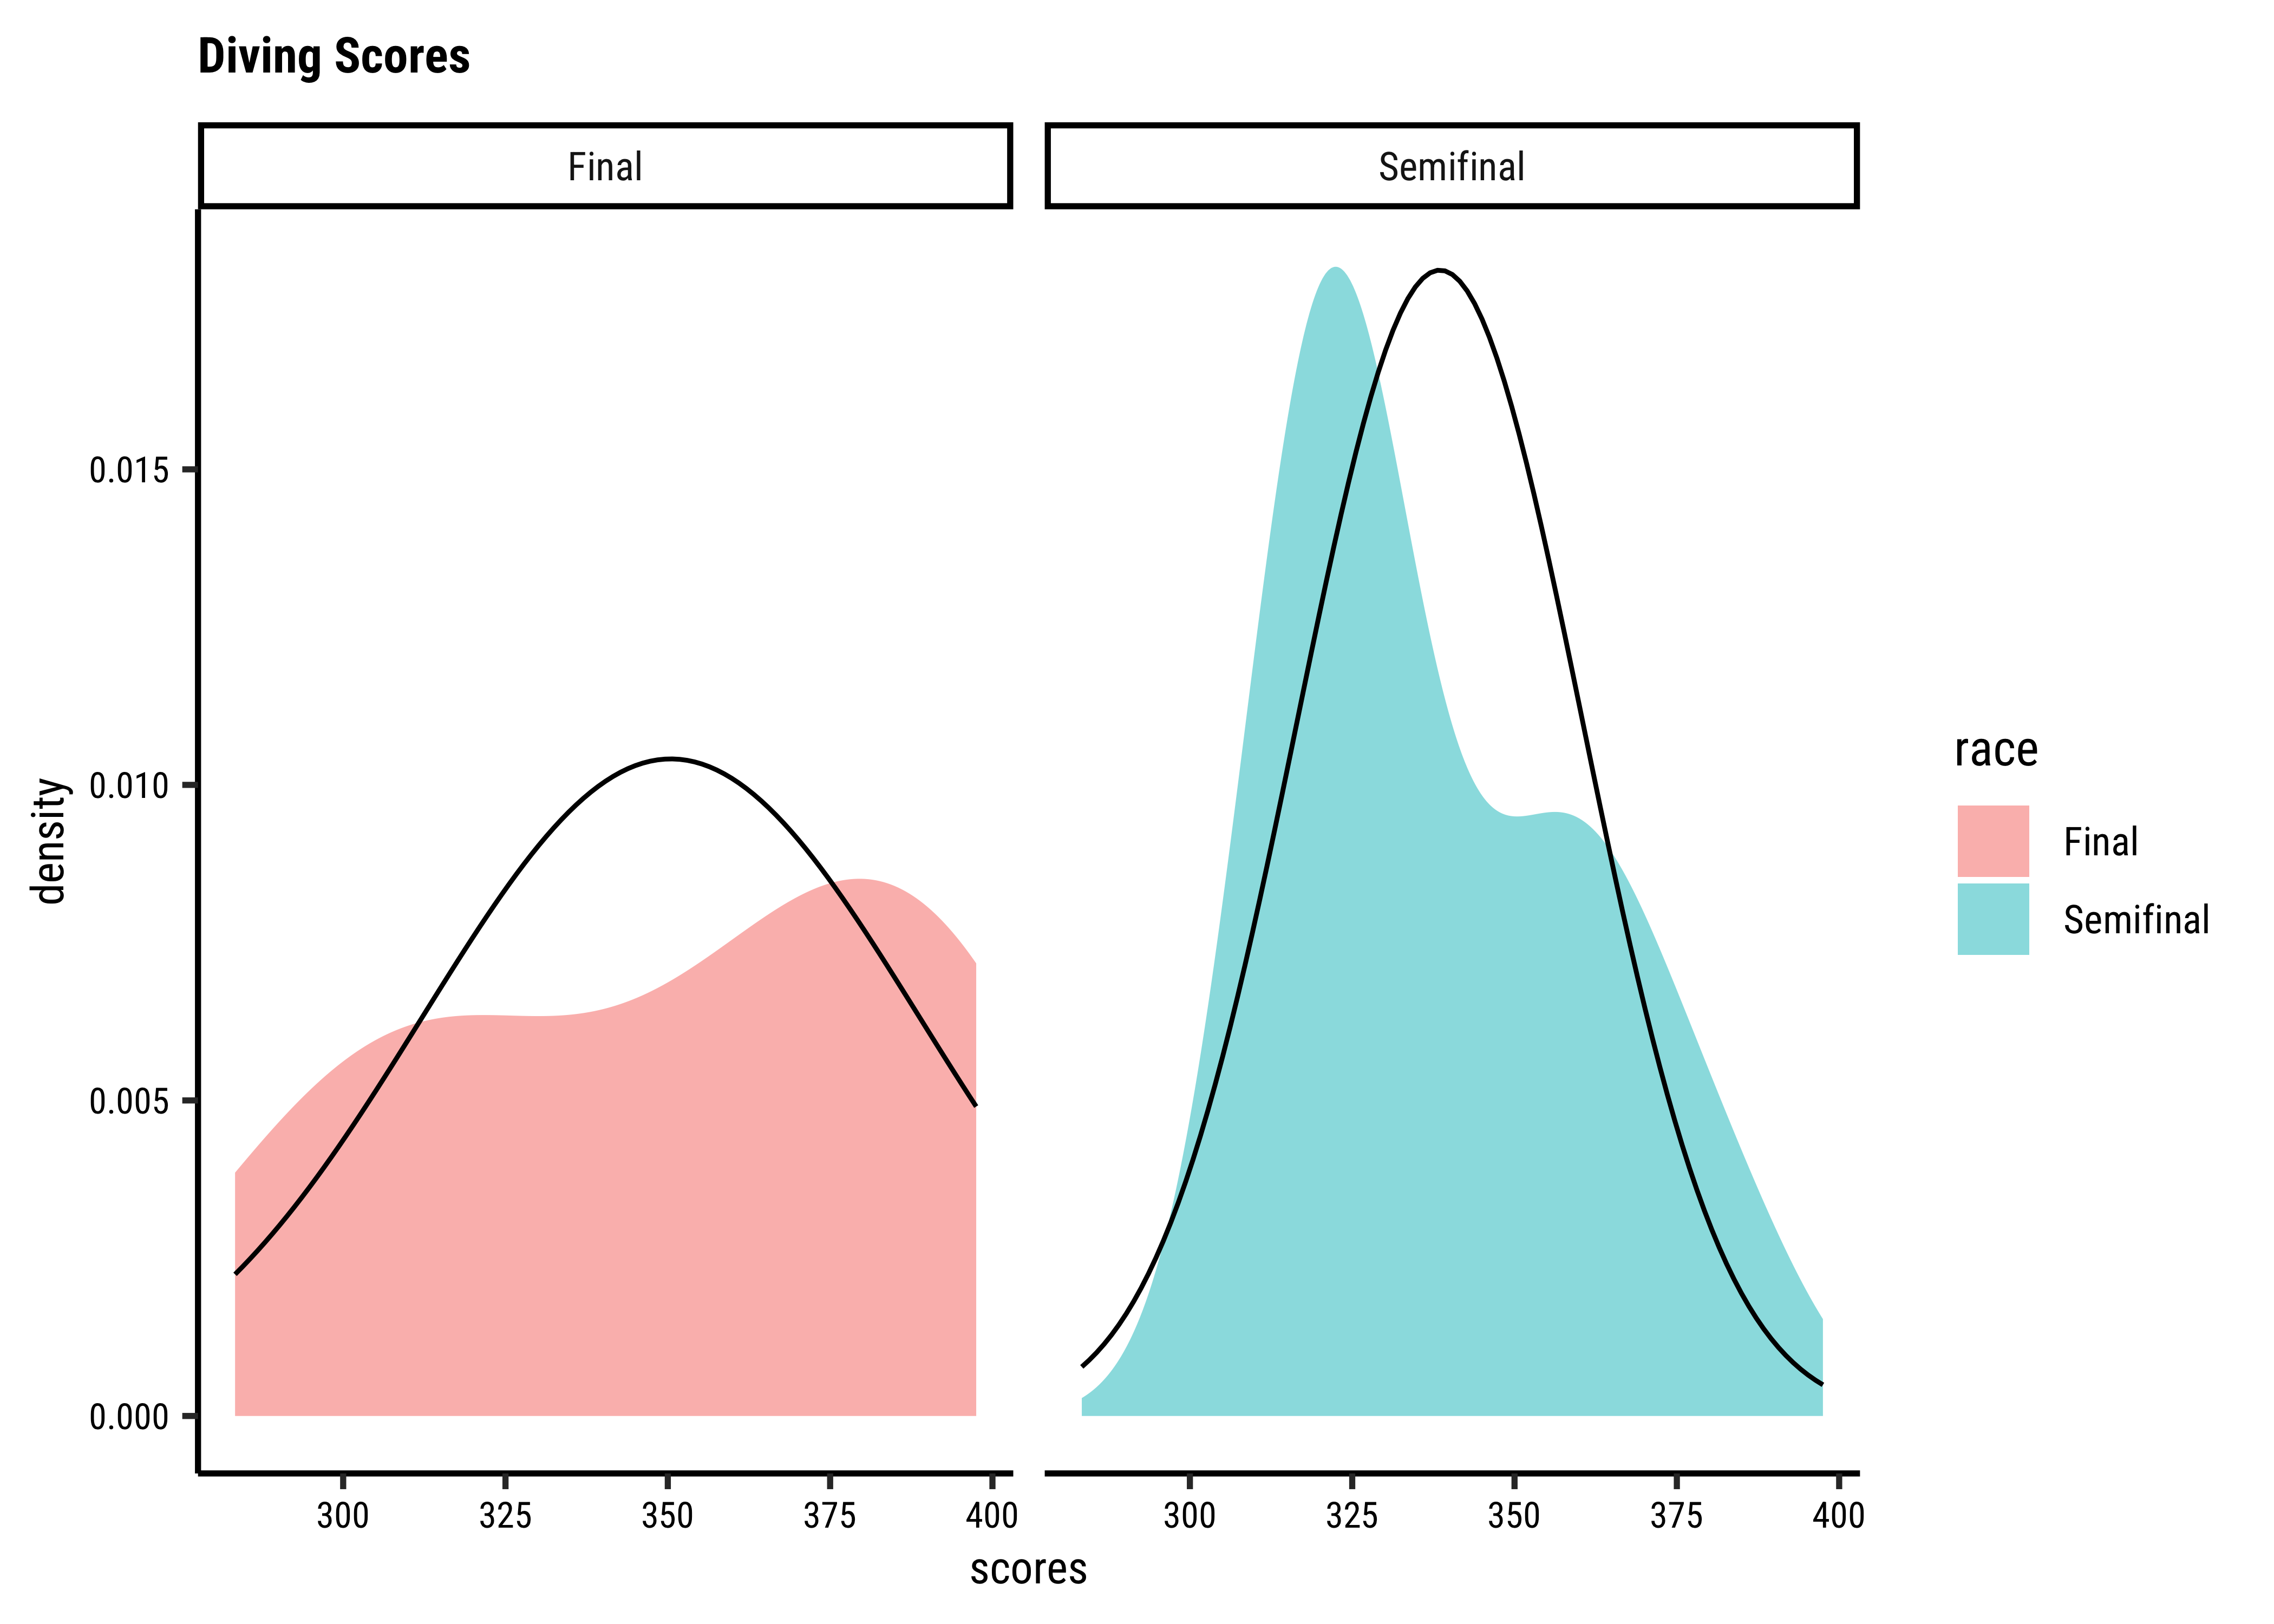 Diving Scores
Final
Semifinal
density
0.015
0.010
0.005
0.000
300 325 350 375 400
300 325 350 375 400
scores
race
Final
Semifinal